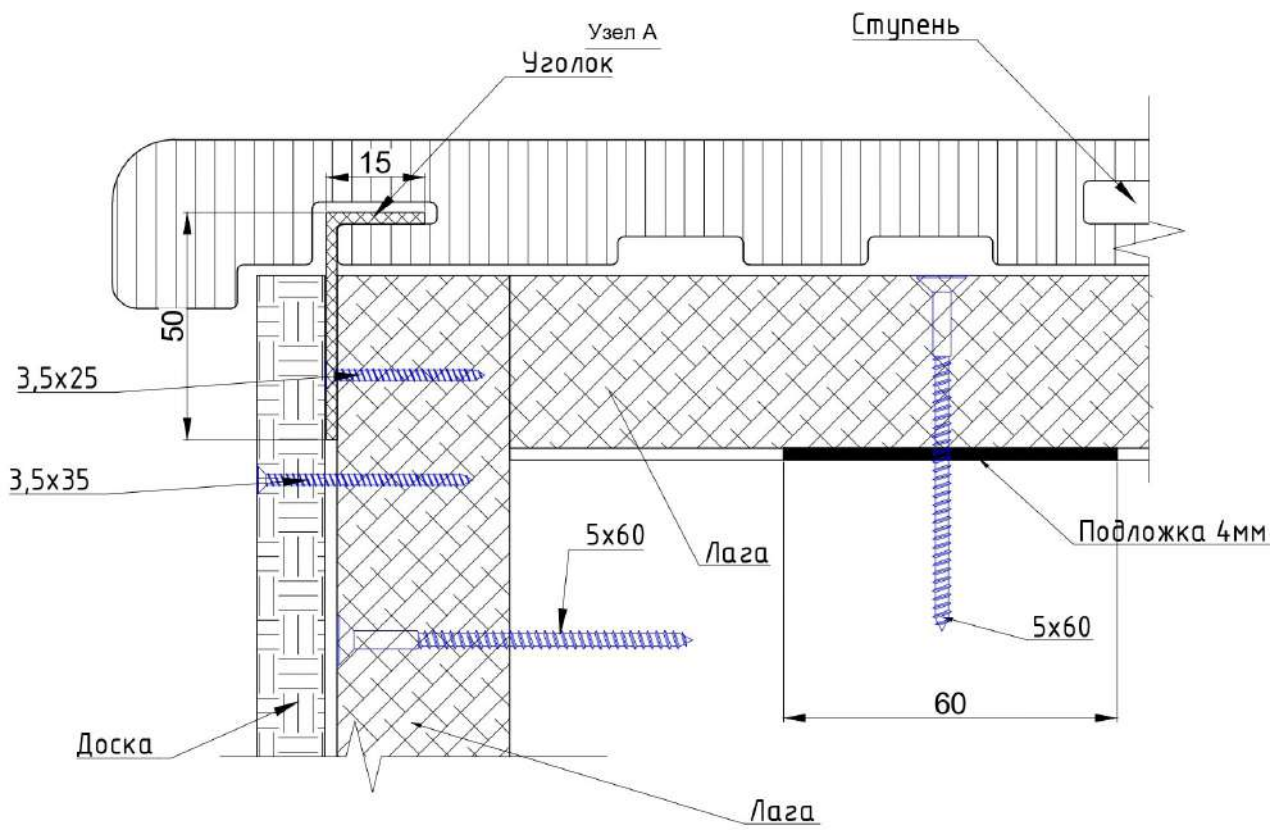 Узел А
Ступень
Уголок
15
50
3,5х25
3,5х35
5х60
Лага
Подложка 4мм
5х60
60
Доска
Лага